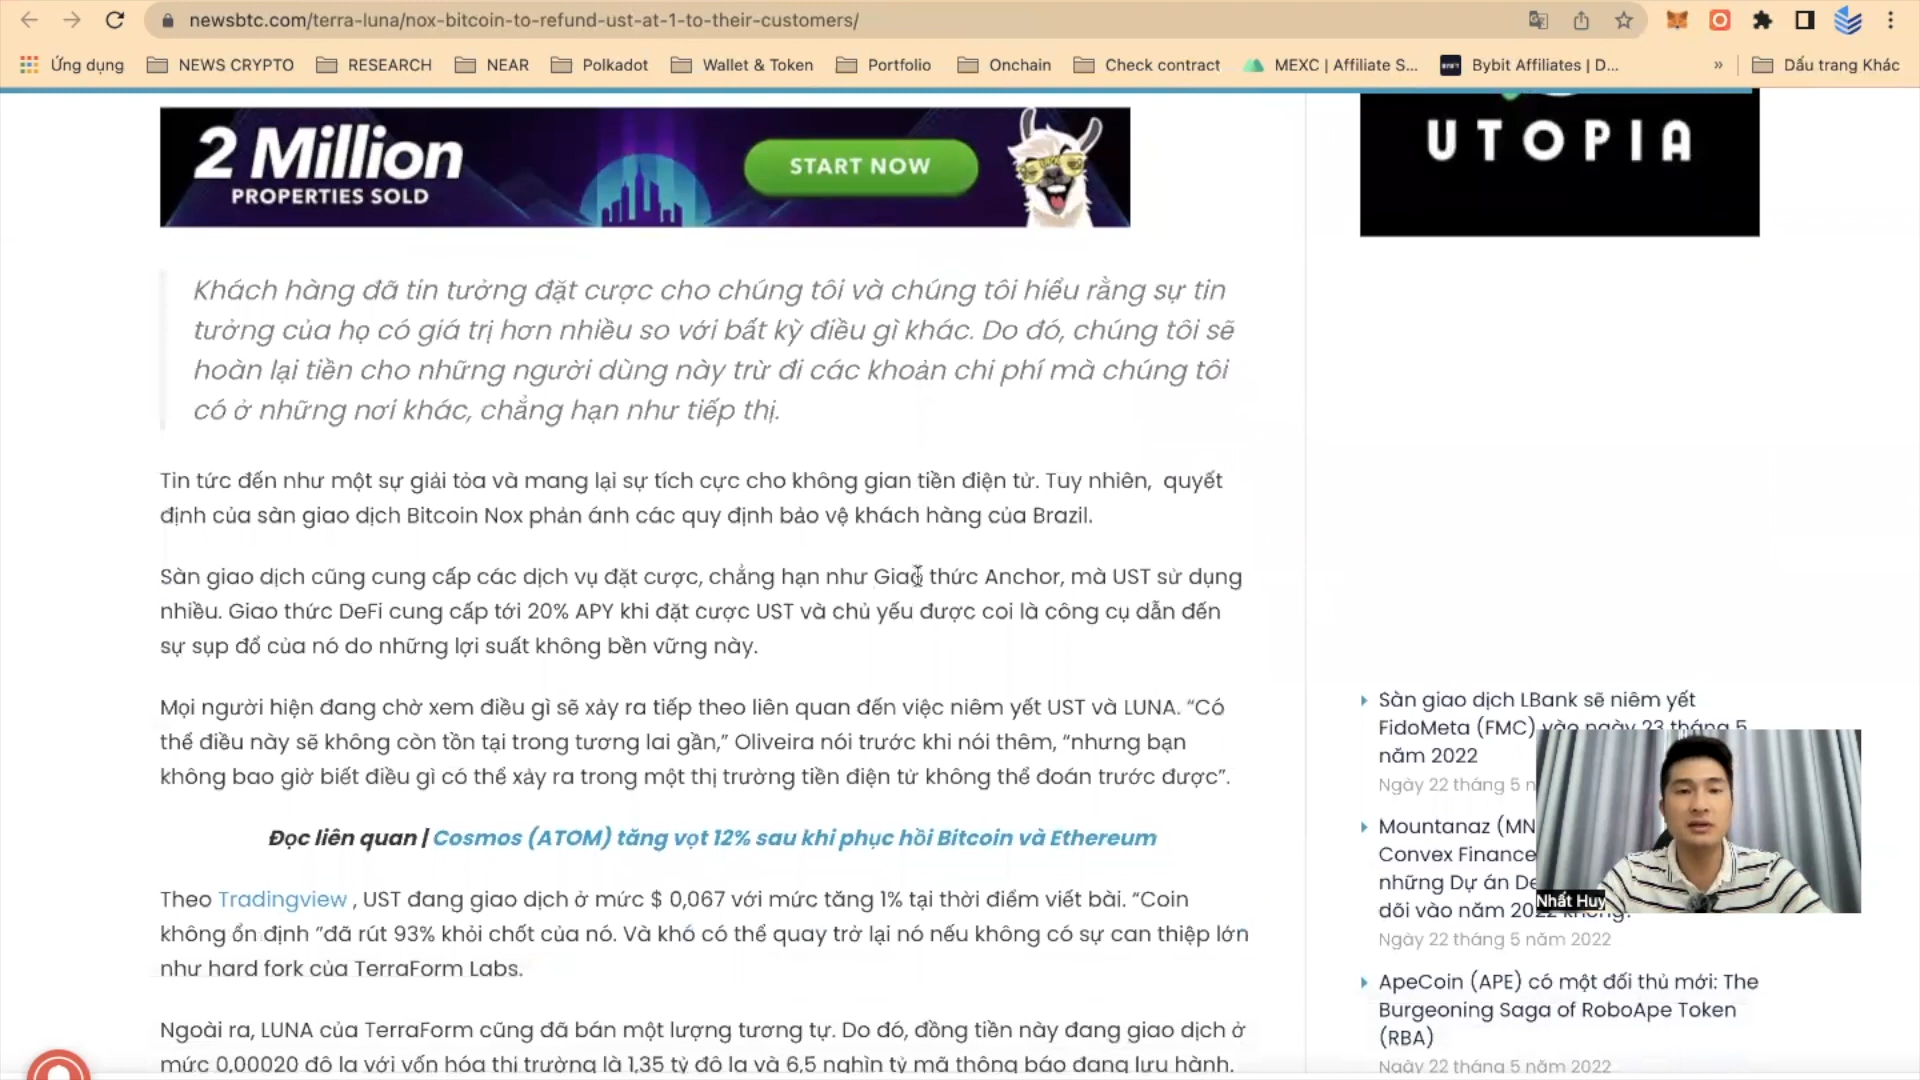 newsbtc.com/terra-luna/nox-bitcoin-to-refund-ust-at-1-to-their-customers/
Ứng dụng
NEWS CRYPTO
RESEARCH
NEAR
Polkadot
Wallet & Token
Portfolio
Onchain
Check contract
MEXC | Affiliate S...
Bybit Affiliates | D...
»
Dấu trang Khác
2 Million
PROPERTIES SOLD
START NOW
UTOPIA
Khách hàng đã tin tưởng đặt cược cho chúng tôi và chúng tôi hiểu rằng sự tin
tưởng của họ có giá trị hơn nhiều so với bất kỳ điều gì khác. Do đó, chúng tôi sẽ
hoàn lại tiền cho những người dùng này trừ đi các khoản chi phí mà chúng tôi
có ở những nơi khác, chẳng hạn như tiếp thị.
Tin tức đến như một sự giải tỏa và mang lại sự tích cực cho không gian tiền điện tử. Tuy nhiên, quyết
định của sàn giao dịch Bitcoin Nox phản ánh các quy định bảo vệ khách hàng của Brazil.
Sàn giao dịch cũng cung cấp các dịch vụ đặt cược, chẳng hạn như Giao thức Anchor, mà UST sử dụng
nhiều. Giao thức DeFi cung cấp tới 20% APY khi đặt cược UST và chủ yếu được coi là công cụ dẫn đến
sự sụp đổ của nó do những lợi suất không bền vững này.
Mọi người hiện đang chờ xem điều gì sẽ xảy ra tiếp theo liên quan đến việc niêm yết UST và LUNA. “Có
thể điều này sẽ không còn tồn tại trong tương lai gần,” Oliveira nói trước khi nói thêm, “nhưng bạn
không bao giờ biết điều gì có thể xảy ra trong một thị trường tiền điện tử không thể đoán trước được”.
Đọc liên quan | Cosmos (ATOM) tăng vọt 12% sau khi phục hồi Bitcoin và Ethereum
Theo Tradingview , UST đang giao dịch ở mức $ 0,067 với mức tăng 1% tại thời điểm viết bài. “Coin
không ổn định “đã rút 93% khỏi chốt của nó. Và khó có thể quay trở lại nó nếu không có sự can thiệp lớn
như hard fork của TerraForm Labs.
Ngoài ra, LUNA của TerraForm cũng đã bán một lượng tương tự. Do đó, đồng tiền này đang giao dịch ở
mức 0,00020 đô la với vốn hóa thị trường là 1,35 tỷ đô la và 6,5 nghìn tỷ mã thông báo đang lưu hành.
Sàn giao dịch LBank sẽ niêm yết
FidoMeta (FMC) vào ngày 23 tháng 5
năm 2022
Ngày 22 tháng 5 n
Mountanaz (MN
Convex Finance
những Dự án De
dõi vào năm 2022 không?
Ngày 22 tháng 5 năm 2022
ApeCoin (APE) có một đối thủ mới: The
Burgeoning Saga of RoboApe Token
(RBA)
Ngày 22 tháng 5 năm 2022
Nhất Huy